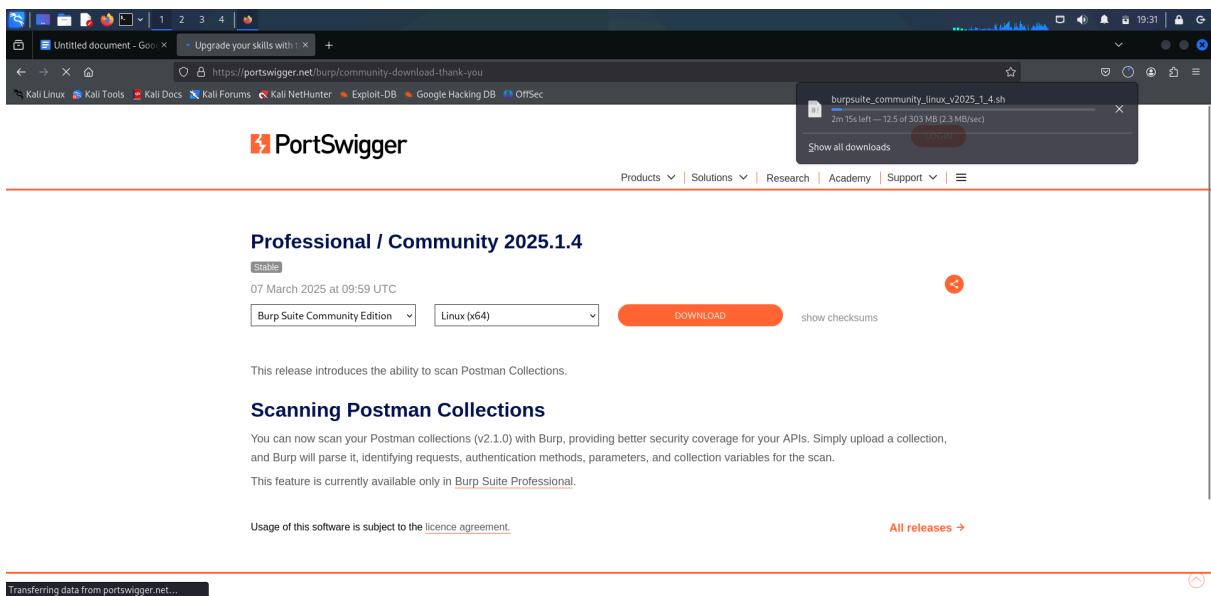 1 2 3 4
19:31
Untitled document - Goo
Upgrade your skills with
https://portswigger.net/burp/community-download-thank-you
Kali Linux Kali Tools Kali Docs Kali Forums Kali NetHunter Exploit-DB Google Hacking DB OffSec
burpsuite_community_linux_v2025_1_4.sh
2m 15s left — 12.5 of 303 MB (2.3 MB/sec)
Show all downloads
LOGIN
PortSwigger
Products Solutions Research Academy Support
Professional / Community 2025.1.4
Stable
07 March 2025 at 09:59 UTC
Burp Suite Community Edition Linux (x64) DOWNLOAD show checksums
This release introduces the ability to scan Postman Collections.
Scanning Postman Collections
You can now scan your Postman collections (v2.1.0) with Burp, providing better security coverage for your APIs. Simply upload a collection,
and Burp will parse it, identifying requests, authentication methods, parameters, and collection variables for the scan.
This feature is currently available only in Burp Suite Professional.
Usage of this software is subject to the licence agreement.
All releases →
Transferring data from portswigger.net...